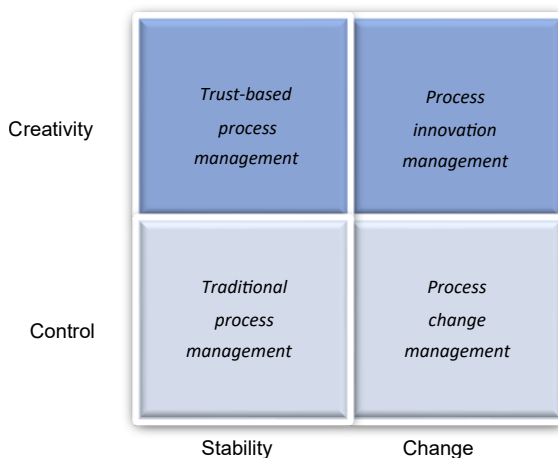 Creativity
Trust-based
process
management
Process
innovation
management
Control
Traditional
process
management
Process
change
management
Stability
Change